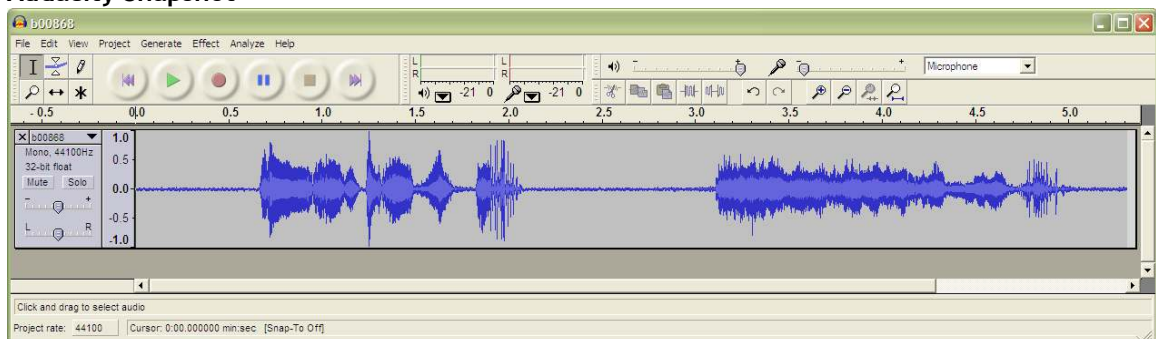 b00868
File Edit View Project Generate Effect Analyze Help
L L
R R
-21 0 -21 0
Microphone
- 0.5 0.0 0.5 1.0 1.5 2.0 2.5 3.0 3.5 4.0 4.5 5.0
b00868
Mono, 44100Hz
32-bit float
Mute Solo
- +
L R
1.0
0.5
0.0
-0.5
-1.0
Click and drag to select audio
Project rate: 44100 Cursor: 0:00.000000 min:sec [Snap-To Off]